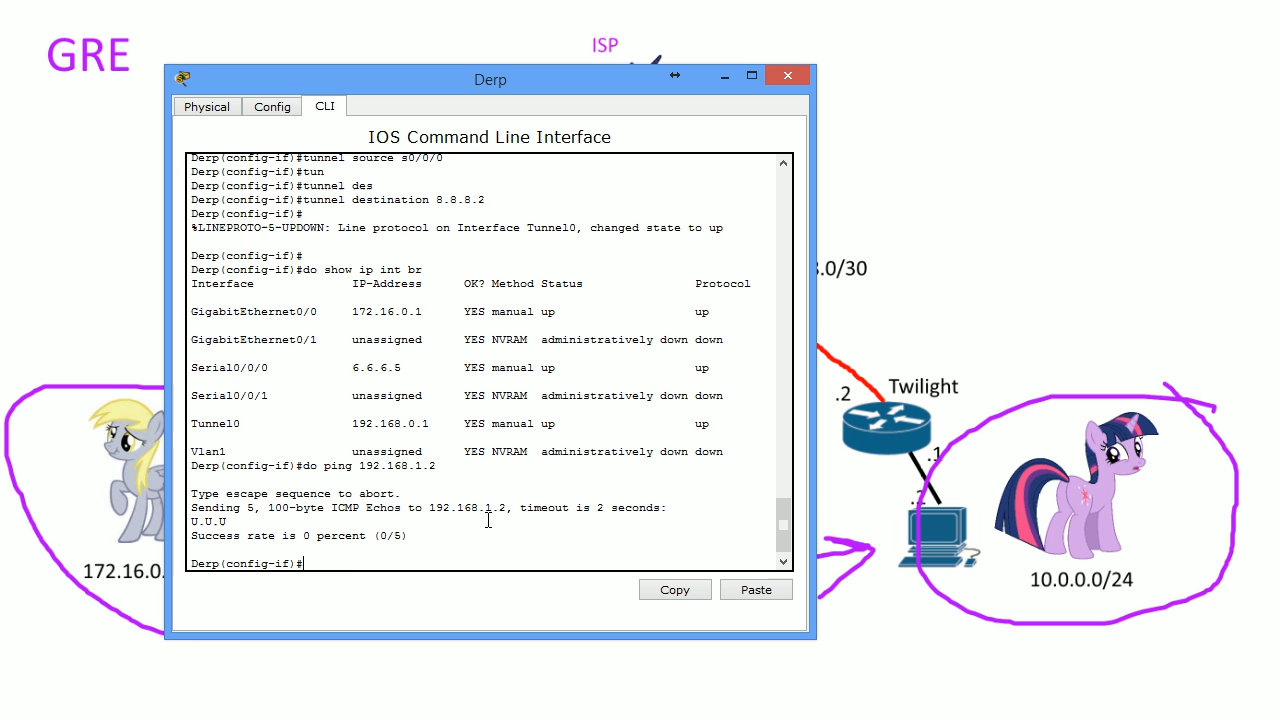 GRE
ISP
Derp
Physical
Config
CLI
IOS Command Line Interface
Derp(config-if)#tunnel source s0/0/0
Derp(config-if)#tun
Derp(config-if)#tunnel des
Derp(config-if)#tunnel destination 8.8.8.2
Derp(config-if)#
%LINEPROTO-5-UPDOWN: Line protocol on Interface Tunnel0, changed state to up
Derp(config-if)#
Derp(config-if)#do show ip int br
Interface IP-Address OK? Method Status Protocol
GigabitEthernet0/0 172.16.0.1 YES manual up up
GigabitEthernet0/1 unassigned YES NVRAM administratively down down
Serial0/0/0 6.6.6.5 YES manual up up
Serial0/0/1 unassigned YES NVRAM administratively down down
Tunnel0 192.168.0.1 YES manual up up
Vlan1 unassigned YES NVRAM administratively down down
Derp(config-if)#do ping 192.168.1.2
Type escape sequence to abort.
Sending 5, 100-byte ICMP Echos to 192.168.1.2, timeout is 2 seconds:
U.U.U
Success rate is 0 percent (0/5)
Derp(config-if)#
Copy
Paste
.0/30
.2
Twilight
.1
.2
172.16.0.
10.0.0.0/24